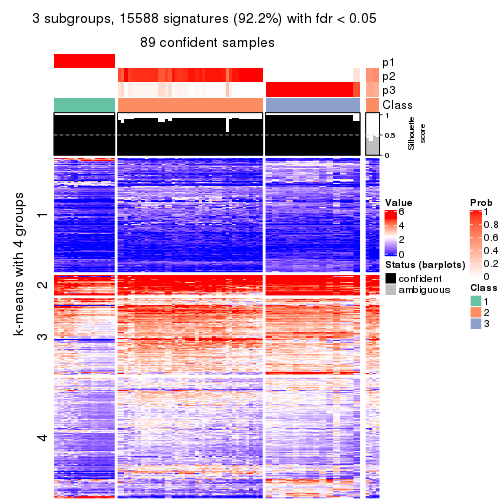 3 subgroups, 15588 signatures (92.2%) with fdr < 0.05
89 confident samples
p1
p2
p3
Class
1
0.5
0
Silhouette
score
k-means with 4 groups
1
2
3
4
Value
6
4
2
0
Status (barplots)
confident
ambiguous
Prob
1
0.8
0.6
0.4
0.2
0
Class
1
2
3